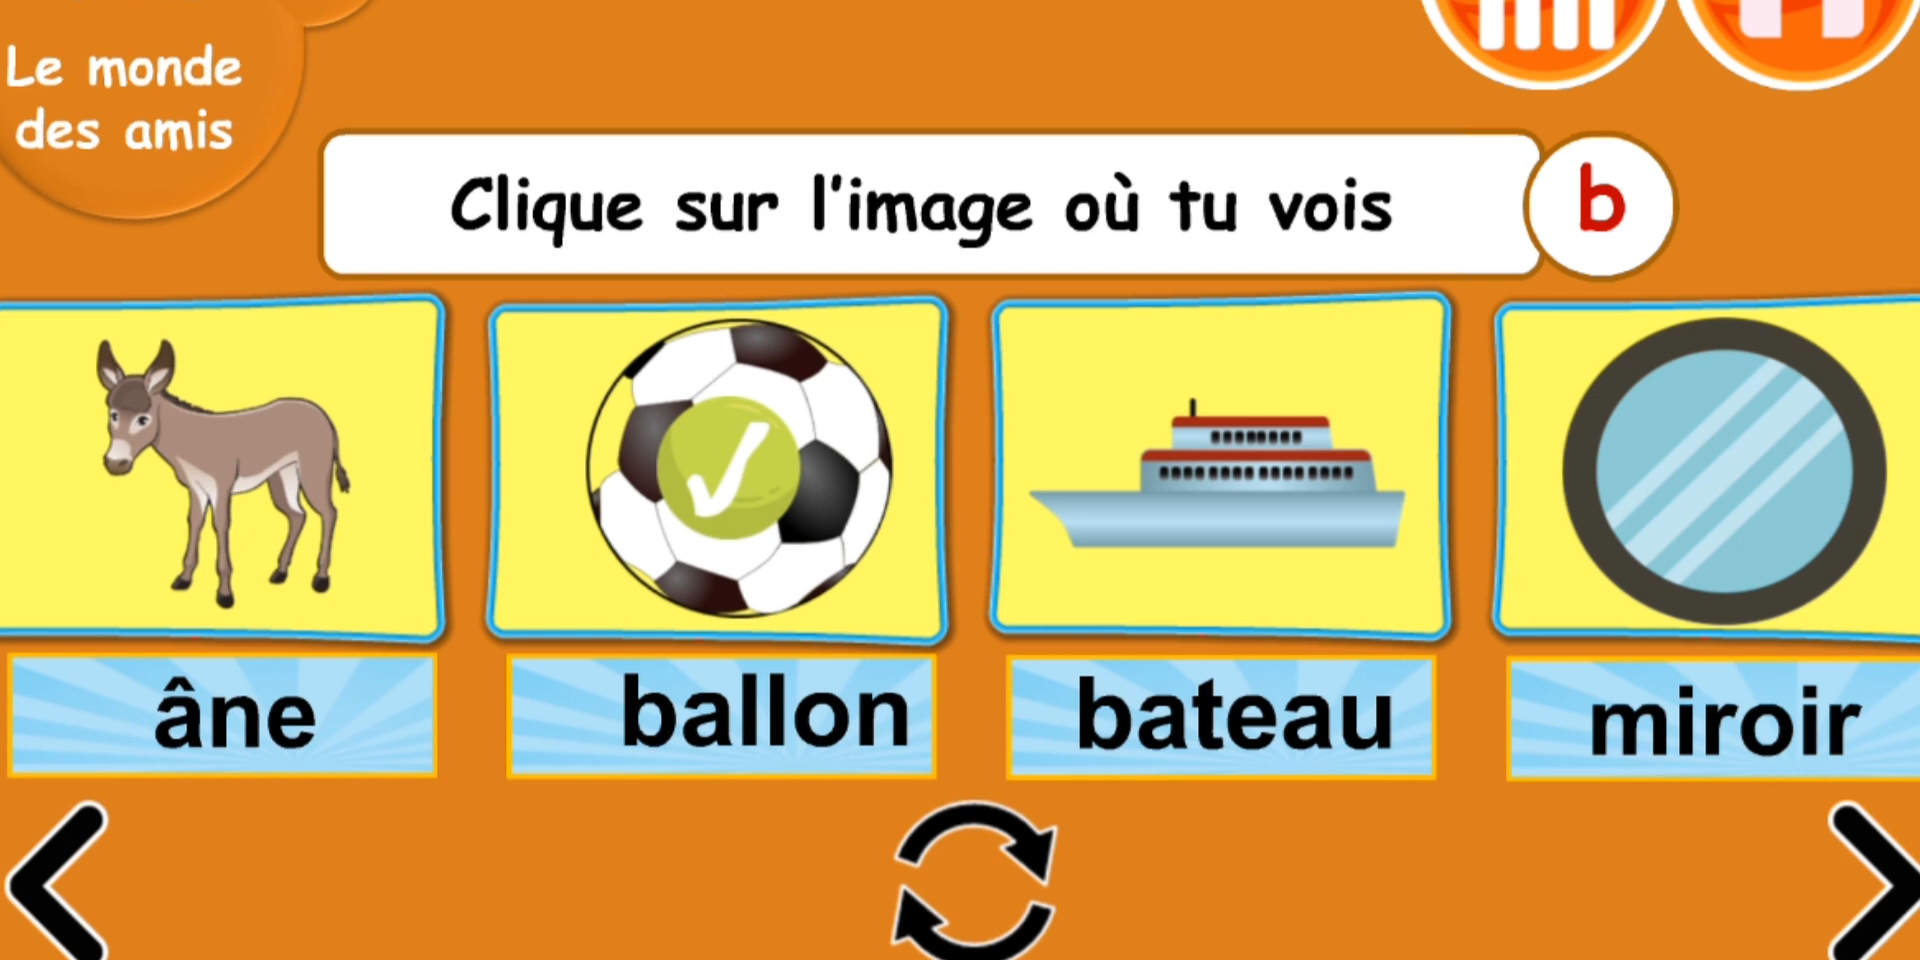 Le monde
des amis
Clique sur l'image où tu vois
b
âne
ballon
bateau
miroir